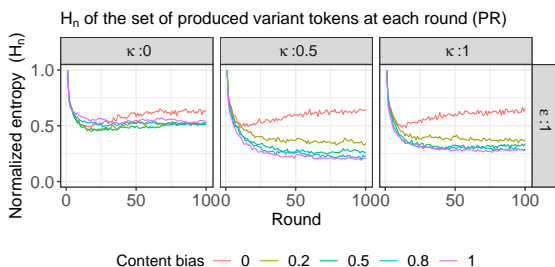 Hₙ of the set of produced variant tokens at each round (PR)
κ :0 κ :0.5 κ :1
Normalized entropy (Hₙ)
1.0
0.5
0.0
ε :1
0 50 100 0 50 100 0 50 100
Round
Content bias 0 0.2 0.5 0.8 1